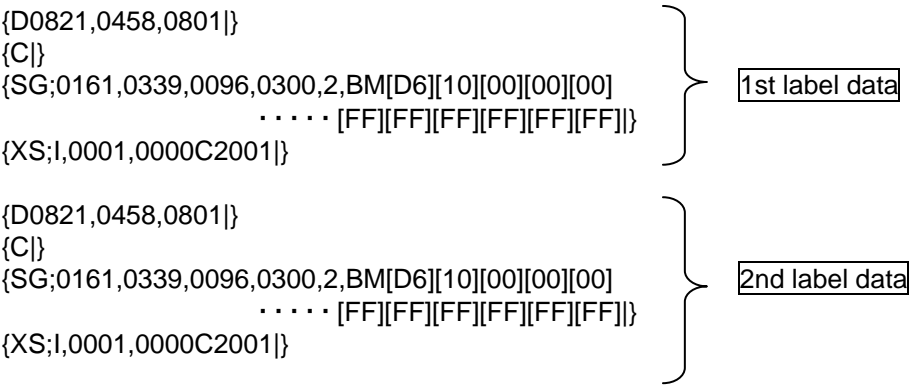 {D0821,0458,0801|}
{C|}
{SG;0161,0339,0096,0300,2,BM[D6][10][00][00][00]
1st label data
·····[FF][FF][FF][FF][FF][FF]|}
{XS;I,0001,0000C2001|}
{D0821,0458,0801|}
{C|}
{SG;0161,0339,0096,0300,2,BM[D6][10][00][00][00]
2nd label data
·····[FF][FF][FF][FF][FF][FF]|}
{XS;I,0001,0000C2001|}